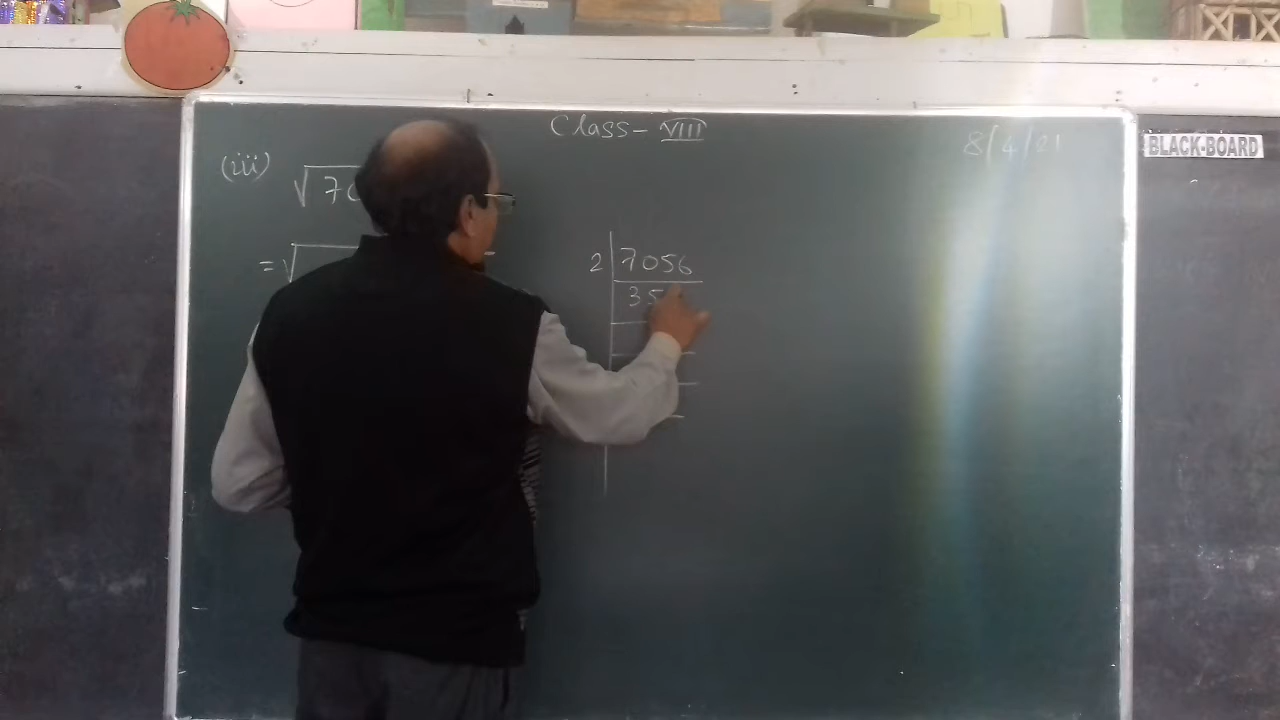 Class- VIII
8/4/21
BLACK-BOARD
(iii) √70
=√
2 | 7056
35